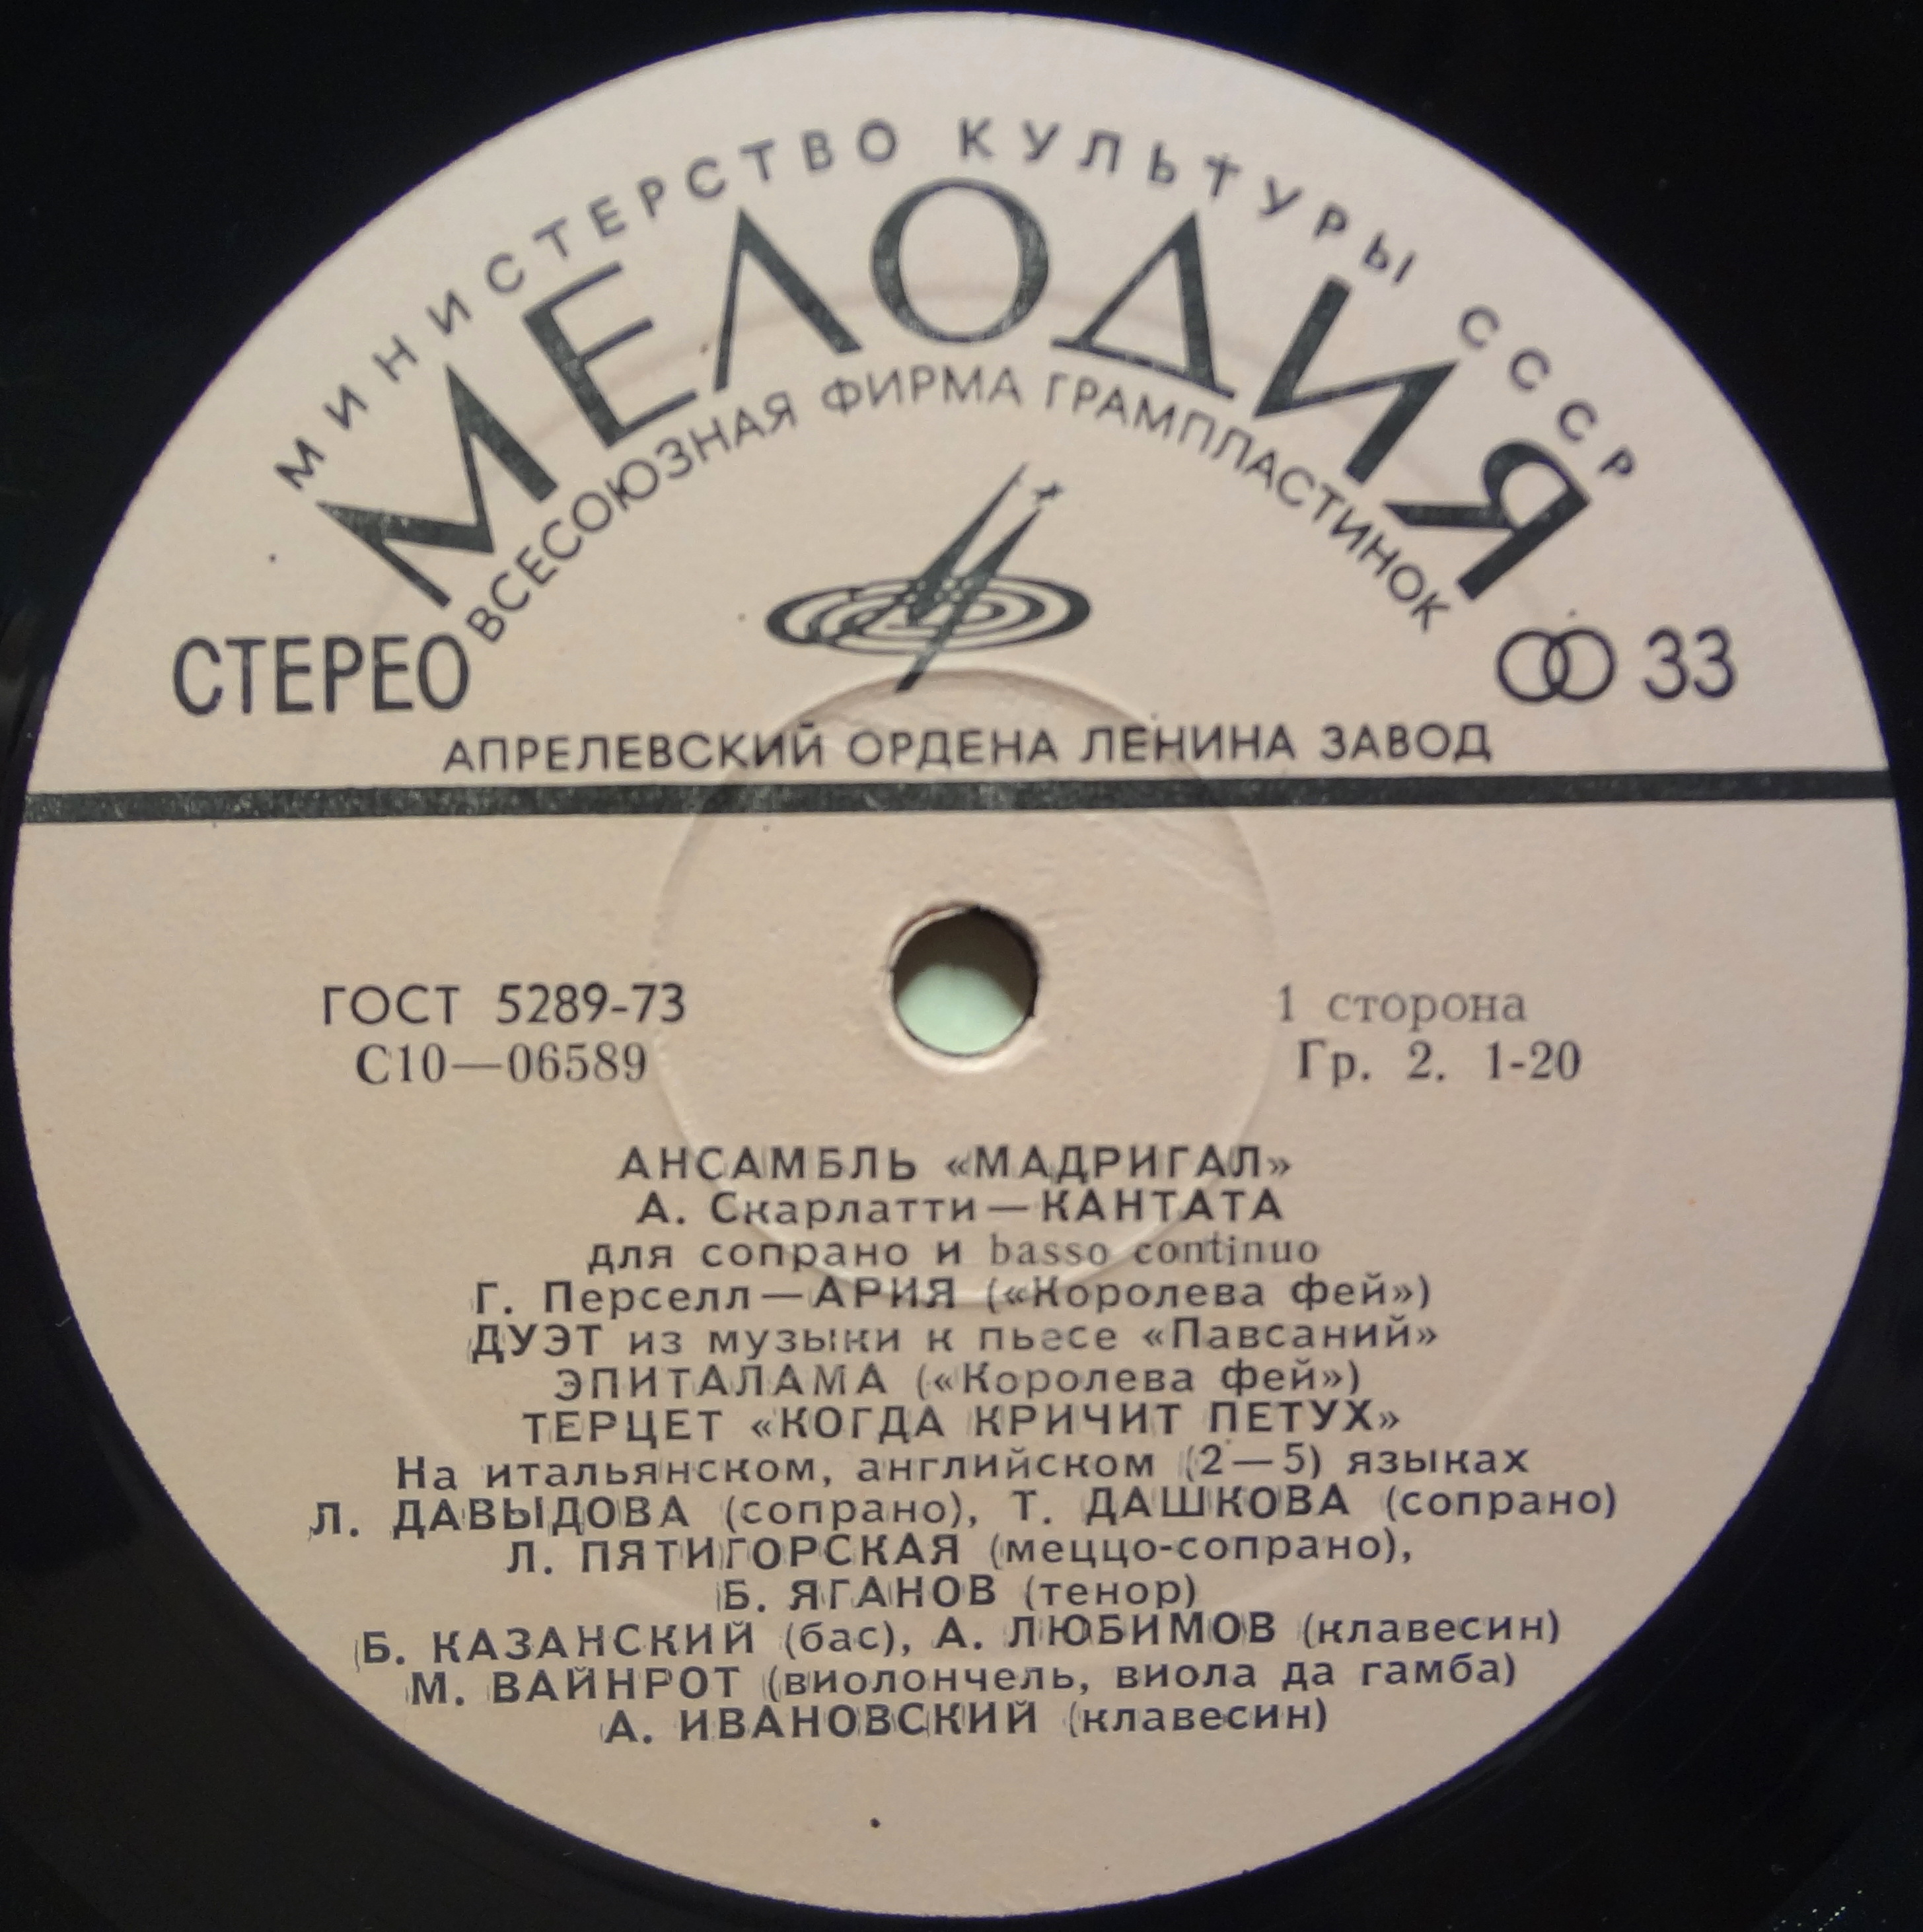 МИНИСТЕРСТВО КУЛЬТУРЫ СССР
МЕЛОДИЯ
ВСЕСОЮЗНАЯ ФИРМА ГРАМПЛАСТИНОК
СТЕРЕО
33
АПРЕЛЕВСКИЙ ОРДЕНА ЛЕНИНА ЗАВОД
ГОСТ 5289-73
1 сторона
С10—06589
Гр. 2. 1-20
АНСАМБЛЬ «МАДРИГАЛ»
А. Скарлатти — КАНТАТА
для сопрано и basso continuo
Г. Перселл — АРИЯ («Королева фей»)
ДУЭТ из музыки к пьесе «Павсаний»
ЭПИТАЛАМА («Королева фей»)
ТЕРЦЕТ «КОГДА КРИЧИТ ПЕТУХ»
На итальянском, английском (2—5) языках
Л. ДАВЫДОВА (сопрано), Т. ДАШКОВА (сопрано)
Л. ПЯТИГОРСКАЯ (меццо-сопрано),
Б. ЯГАНОВ (тенор)
Б. КАЗАНСКИЙ (бас), А. ЛЮБИМОВ (клавесин)
М. ВАЙНРОТ (виолончель, виола да гамба)
А. ИВАНОВСКИЙ (клавесин)